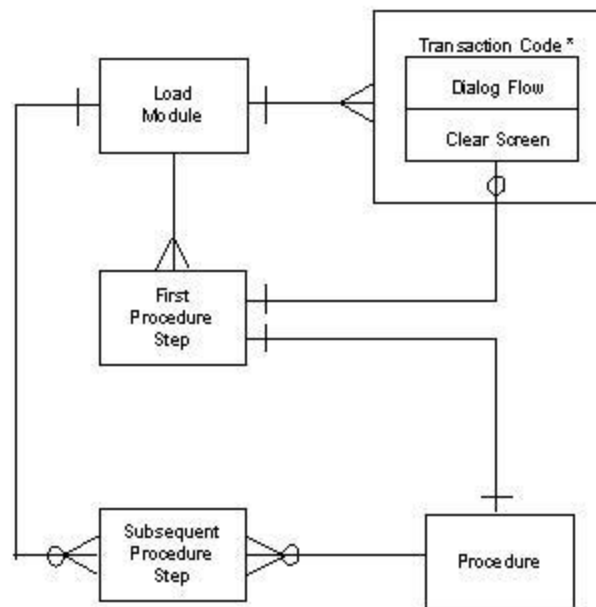 Transaction Code *
Load
Module
Dialog Flow
Clear Screen
First
Procedure
Step
Subsequent
Procedure
Step
Procedure